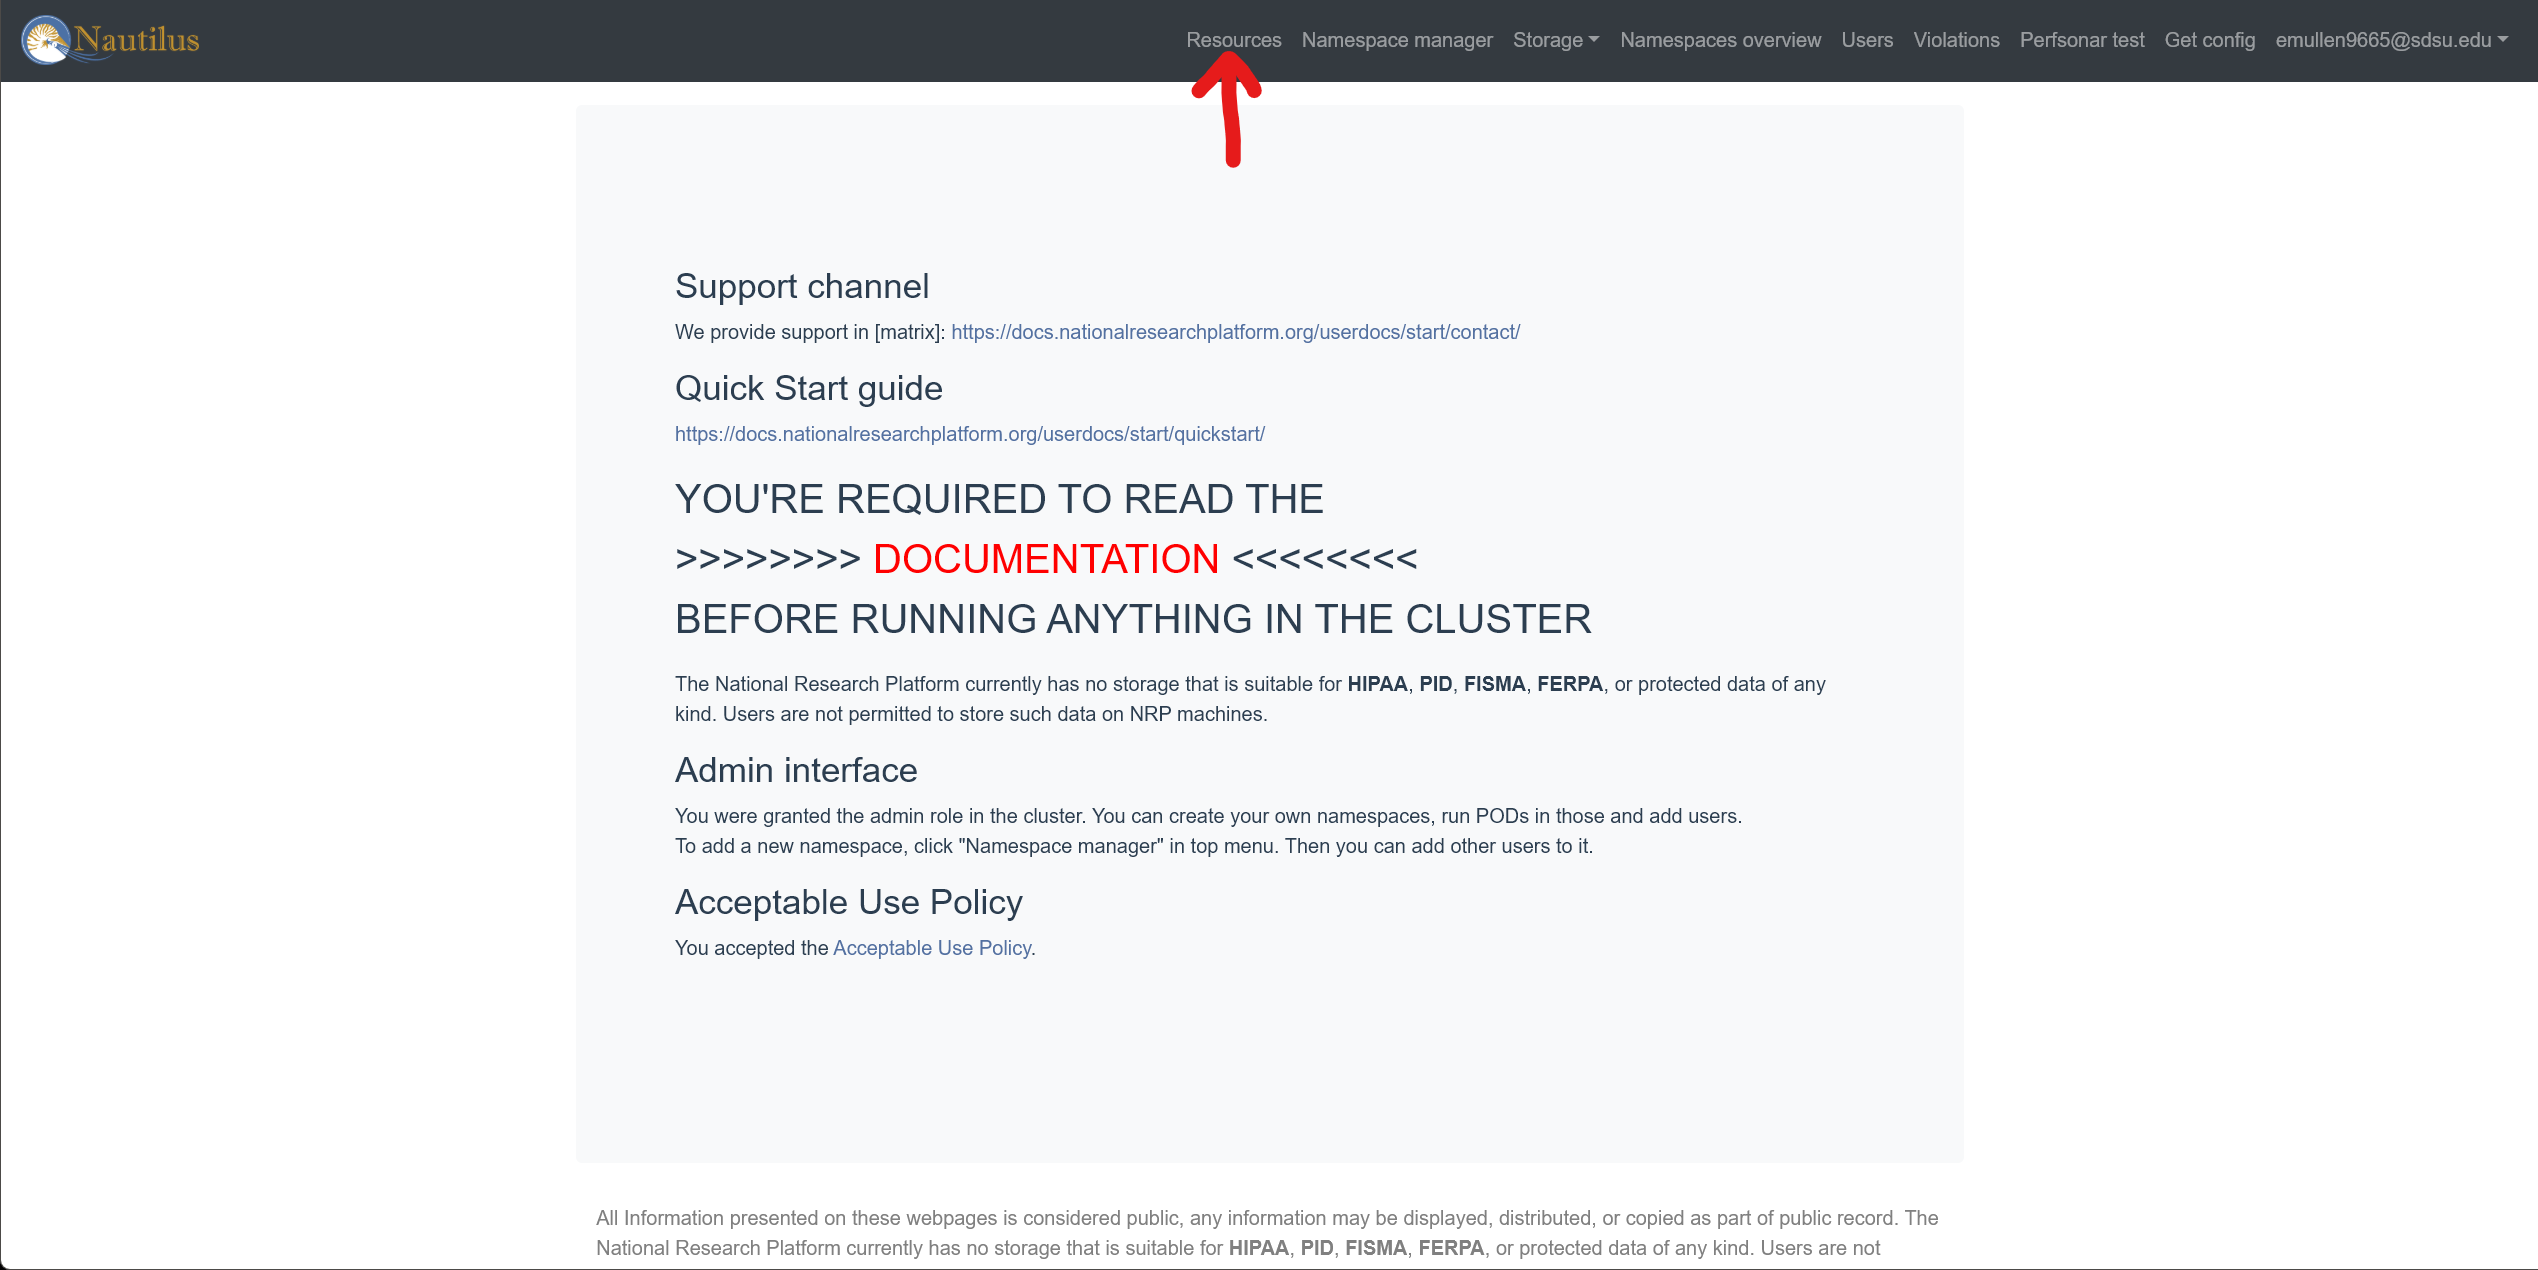 Nautilus
Resources Namespace manager Storage Namespaces overview Users Violations Perfsonar test Get config emullen9665@sdsu.edu
Support channel
We provide support in [matrix]: https://docs.nationalresearchplatform.org/userdocs/start/contact/
Quick Start guide
https://docs.nationalresearchplatform.org/userdocs/start/quickstart/
YOU'RE REQUIRED TO READ THE
>>>>>>>> DOCUMENTATION <<<<<<<<
BEFORE RUNNING ANYTHING IN THE CLUSTER
The National Research Platform currently has no storage that is suitable for HIPAA, PID, FISMA, FERPA, or protected data of any
kind. Users are not permitted to store such data on NRP machines.
Admin interface
You were granted the admin role in the cluster. You can create your own namespaces, run PODs in those and add users.
To add a new namespace, click "Namespace manager" in top menu. Then you can add other users to it.
Acceptable Use Policy
You accepted the Acceptable Use Policy.
All Information presented on these webpages is considered public, any information may be displayed, distributed, or copied as part of public record. The
National Research Platform currently has no storage that is suitable for HIPAA, PID, FISMA, FERPA, or protected data of any kind. Users are not